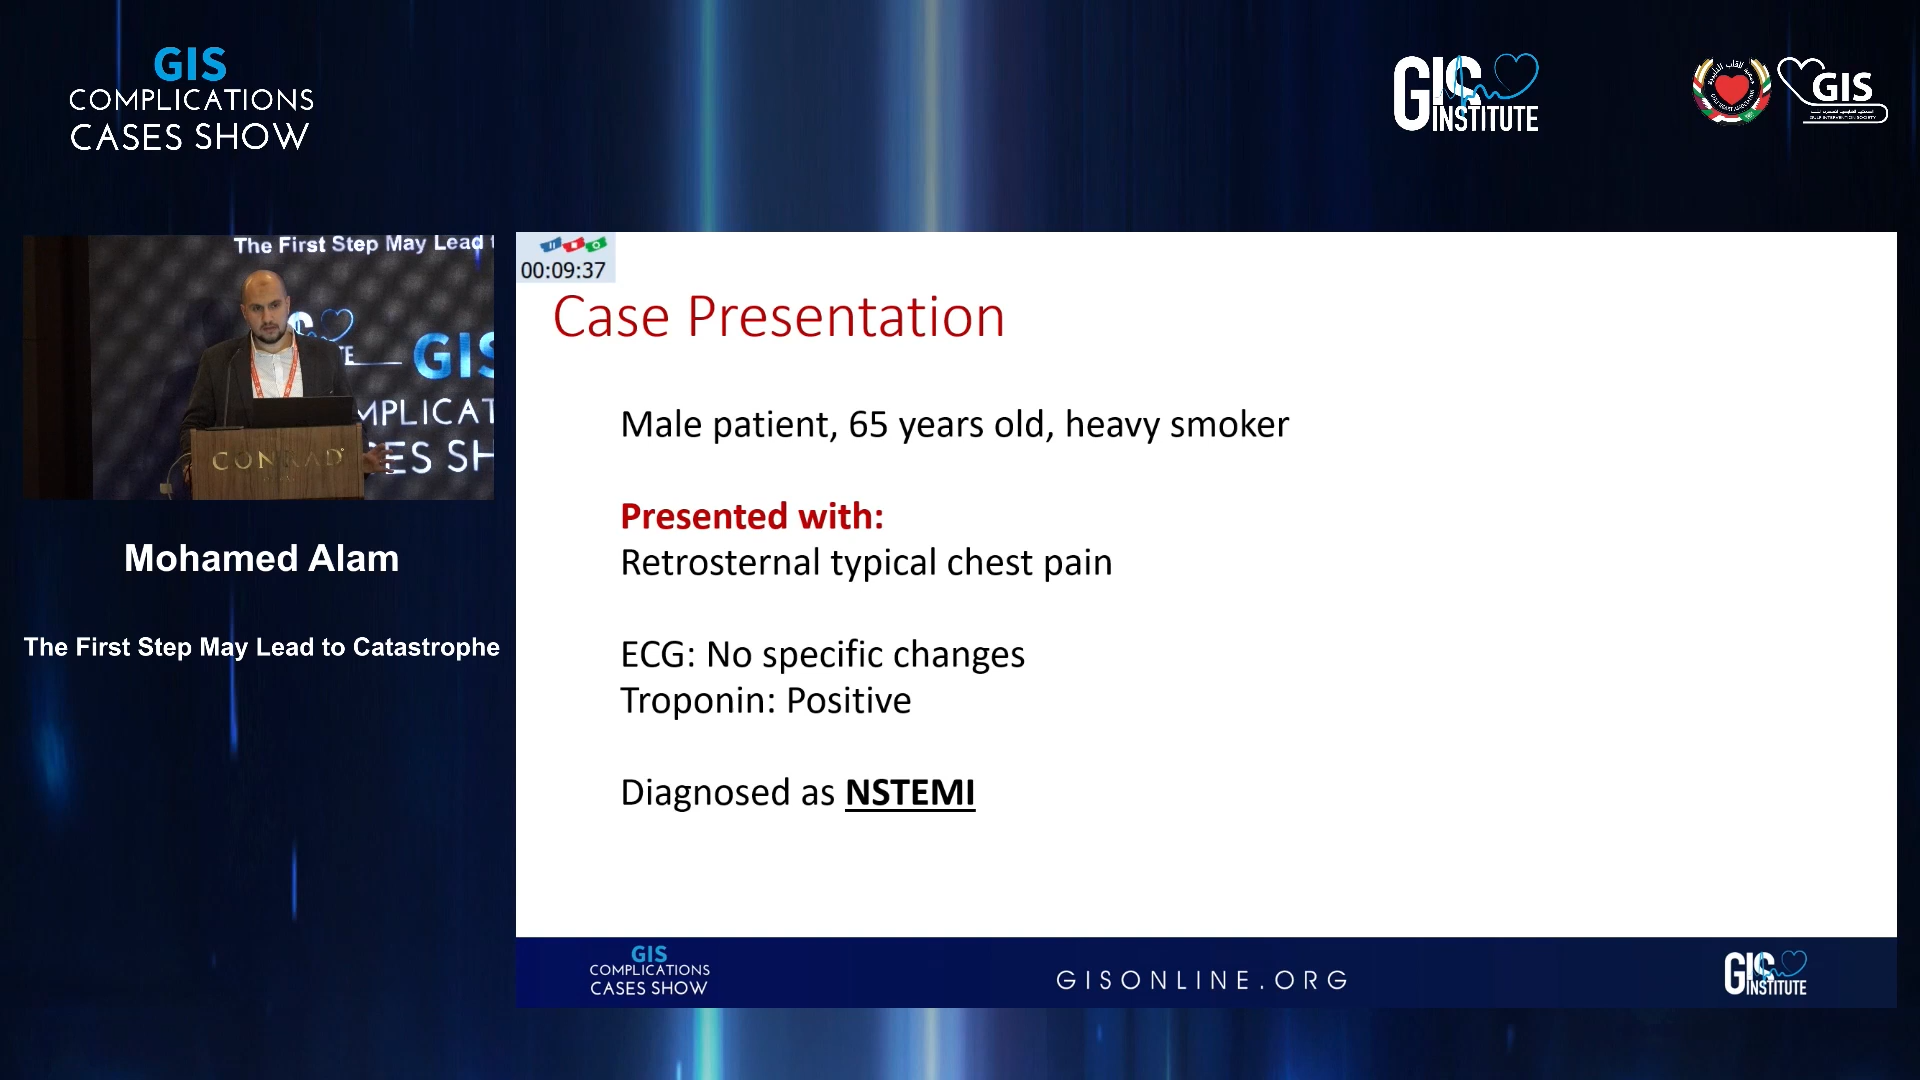 GIS
COMPLICATIONS
CASES SHOW
GIS
INSTITUTE
GIS
The First Step May Lead t
GIS
MPLICAT
ES SH
CONRAD
Mohamed Alam
The First Step May Lead to Catastrophe
00:09:37
Case Presentation
Male patient, 65 years old, heavy smoker
Presented with:
Retrosternal typical chest pain
ECG: No specific changes
Troponin: Positive
Diagnosed as NSTEMI
GIS
COMPLICATIONS
CASES SHOW
GISONLINE.ORG
GIS
INSTITUTE